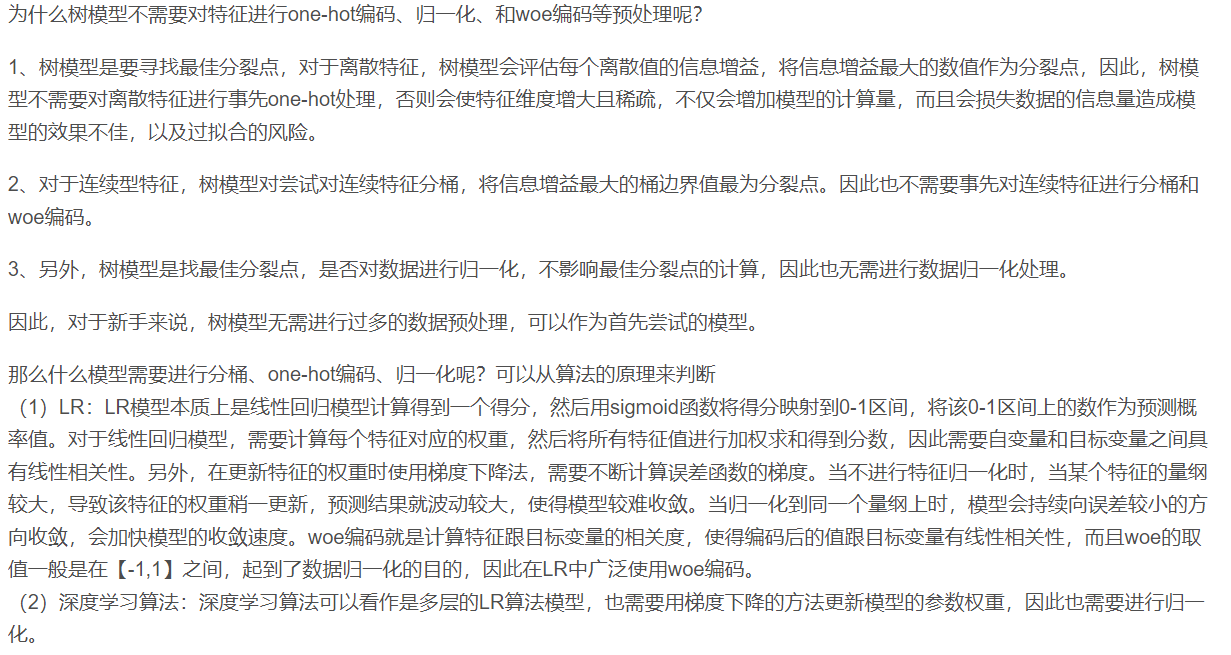 为什么树模型不需要对特征进行one-hot编码、归一化、和woe编码等预处理呢？
1、树模型是要寻找最佳分裂点，对于离散特征，树模型会评估每个离散值的信息增益，将信息增益最大的数值作为分裂点，因此，树模
型不需要对离散特征进行事先one-hot处理，否则会使特征维度增大且稀疏，不仅会增加模型的计算量，而且会损失数据的信息量造成模
型的效果不佳，以及过拟合的风险。
2、对于连续型特征，树模型对尝试对连续特征分桶，将信息增益最大的桶边界值最为分裂点。因此也不需要事先对连续特征进行分桶和
woe编码。
3、另外，树模型是找最佳分裂点，是否对数据进行归一化，不影响最佳分裂点的计算，因此也无需进行数据归一化处理。
因此，对于新手来说，树模型无需进行过多的数据预处理，可以作为首先尝试的模型。
那么什么模型需要进行分桶、one-hot编码、归一化呢？可以从算法的原理来判断
（1）LR：LR模型本质上是线性回归模型计算得到一个得分，然后用sigmoid函数将得分映射到0-1区间，将该0-1区间上的数作为预测概
率值。对于线性回归模型，需要计算每个特征对应的权重，然后将所有特征值进行加权求和得到分数，因此需要自变量和目标变量之间具
有线性相关性。另外，在更新特征的权重时使用梯度下降法，需要不断计算误差函数的梯度。当不进行特征归一化时，当某个特征的量纲
较大，导致该特征的权重稍一更新，预测结果就波动较大，使得模型较难收敛。当归一化到同一个量纲上时，模型会持续向误差较小的方
向收敛，会加快模型的收敛速度。woe编码就是计算特征跟目标变量的相关度，使得编码后的值跟目标变量有线性相关性，而且woe的取
值一般是在【-1,1】之间，起到了数据归一化的目的，因此在LR中广泛使用woe编码。
（2）深度学习算法：深度学习算法可以看作是多层的LR算法模型，也需要用梯度下降的方法更新模型的参数权重，因此也需要进行归一
化。